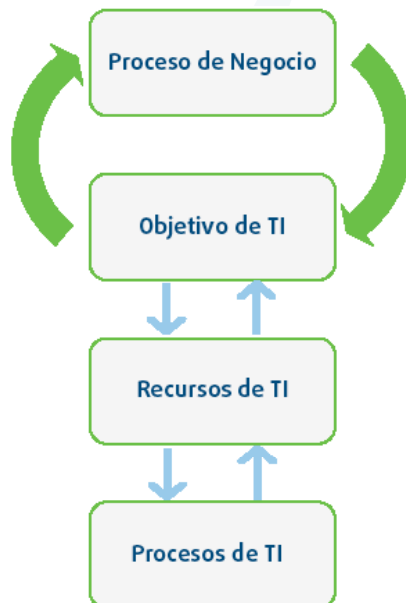 Proceso de Negocio
Objetivo de TI
Recursos de TI
Procesos de TI